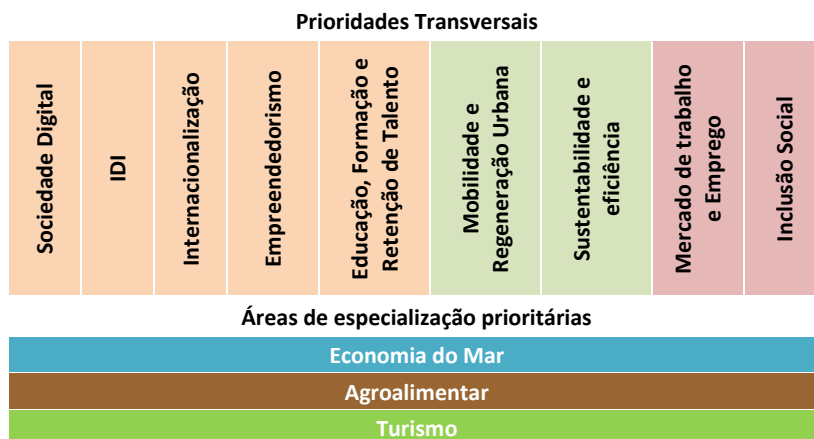 Prioridades Transversais
Sociedade Digital
IDI
Internacionalização
Empreendedorismo
Educação, Formação e
Retenção de Talento
Mobilidade e
Regeneração Urbana
Sustentabilidade e
eficiência
Mercado de trabalho
e Emprego
Inclusão Social
Áreas de especialização prioritárias
Economia do Mar
Agroalimentar
Turismo